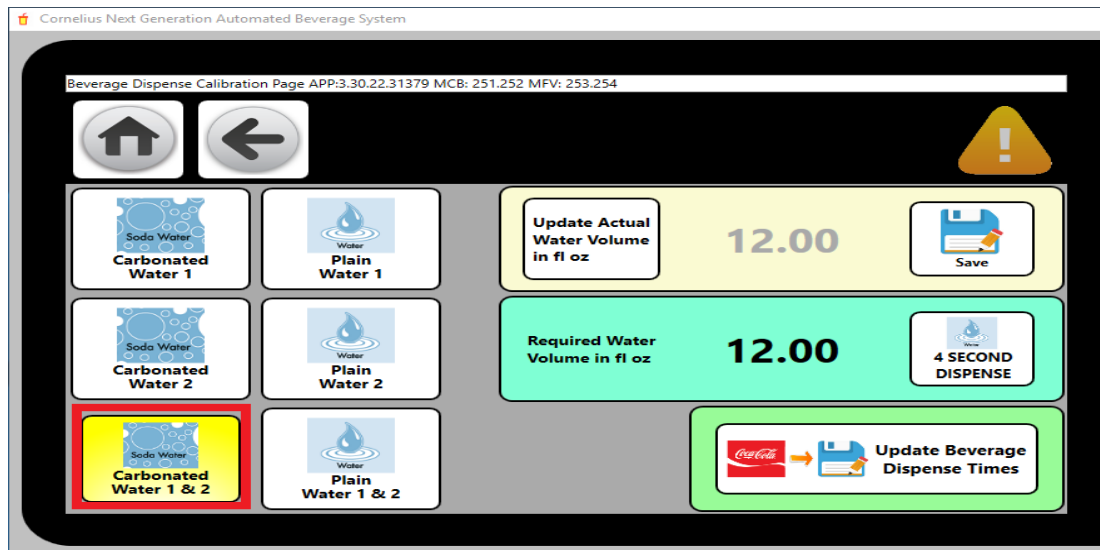 Cornelius Next Generation Automated Beverage System
Beverage Dispense Calibration Page APP:3.30.22.31379 MCB: 251.252 MFV: 253.254
Soda Water
Carbonated
Water 1
Water
Plain
Water 1
Update Actual
Water Volume
in fl oz
12.00
Save
Soda Water
Carbonated
Water 2
Water
Plain
Water 2
Required Water
Volume in fl oz
12.00
Water
4 SECOND
DISPENSE
Soda Water
Carbonated
Water 1 & 2
Water
Plain
Water 1 & 2
Coca-Cola
Update Beverage
Dispense Times